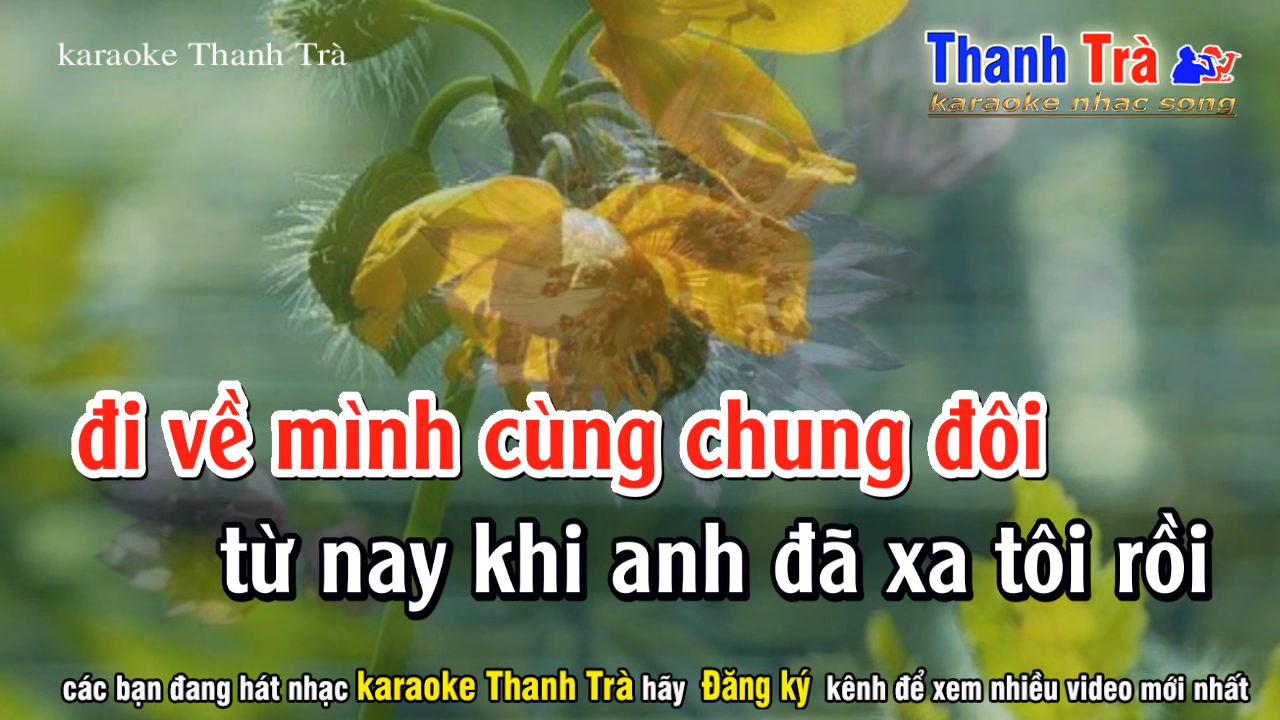 karaoke Thanh Trà
Thanh Trà
karaoke nhac song
đi về mình cùng chung đôi
từ nay khi anh đã xa tôi rồi
các bạn đang hát nhạc karaoke Thanh Trà hãy Đăng ký kênh để xem nhiều video mới nhất